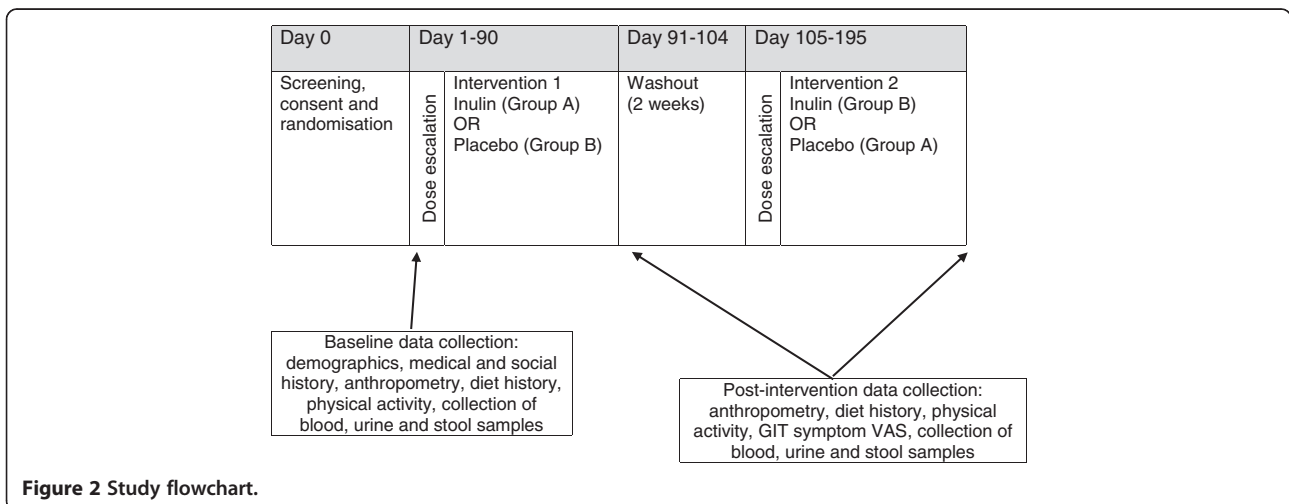 Day 0
Day 1-90
Day 91-104
Day 105-195
Screening,
consent and
randomisation
Dose escalation
Intervention 1
Inulin (Group A)
OR
Placebo (Group B)
Washout
(2 weeks)
Dose escalation
Intervention 2
Inulin (Group B)
OR
Placebo (Group A)
Baseline data collection:
demographics, medical and social
history, anthropometry, diet history,
physical activity, collection of
blood, urine and stool samples
Post-intervention data collection:
anthropometry, diet history, physical
activity, GIT symptom VAS, collection of
blood, urine and stool samples
Figure 2 Study flowchart.